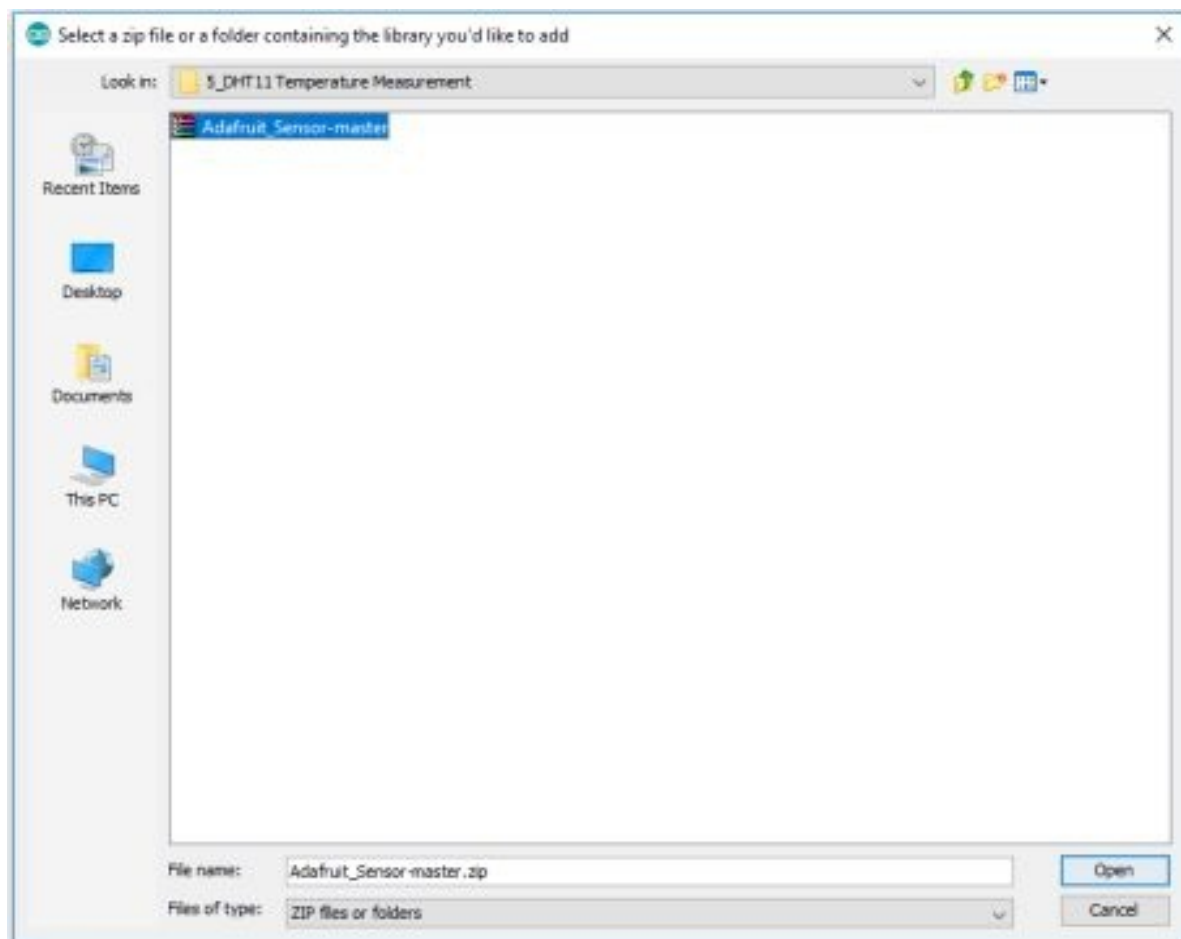 Select a zip file or a folder containing the library you'd like to add
Look in: 5_DHT11 Temperature Measurement
Adafruit_Sensor-master
Recent Items
Desktop
Documents
This PC
Network
File name: Adafruit_Sensor-master.zip Open
Files of type: ZIP files or folders Cancel